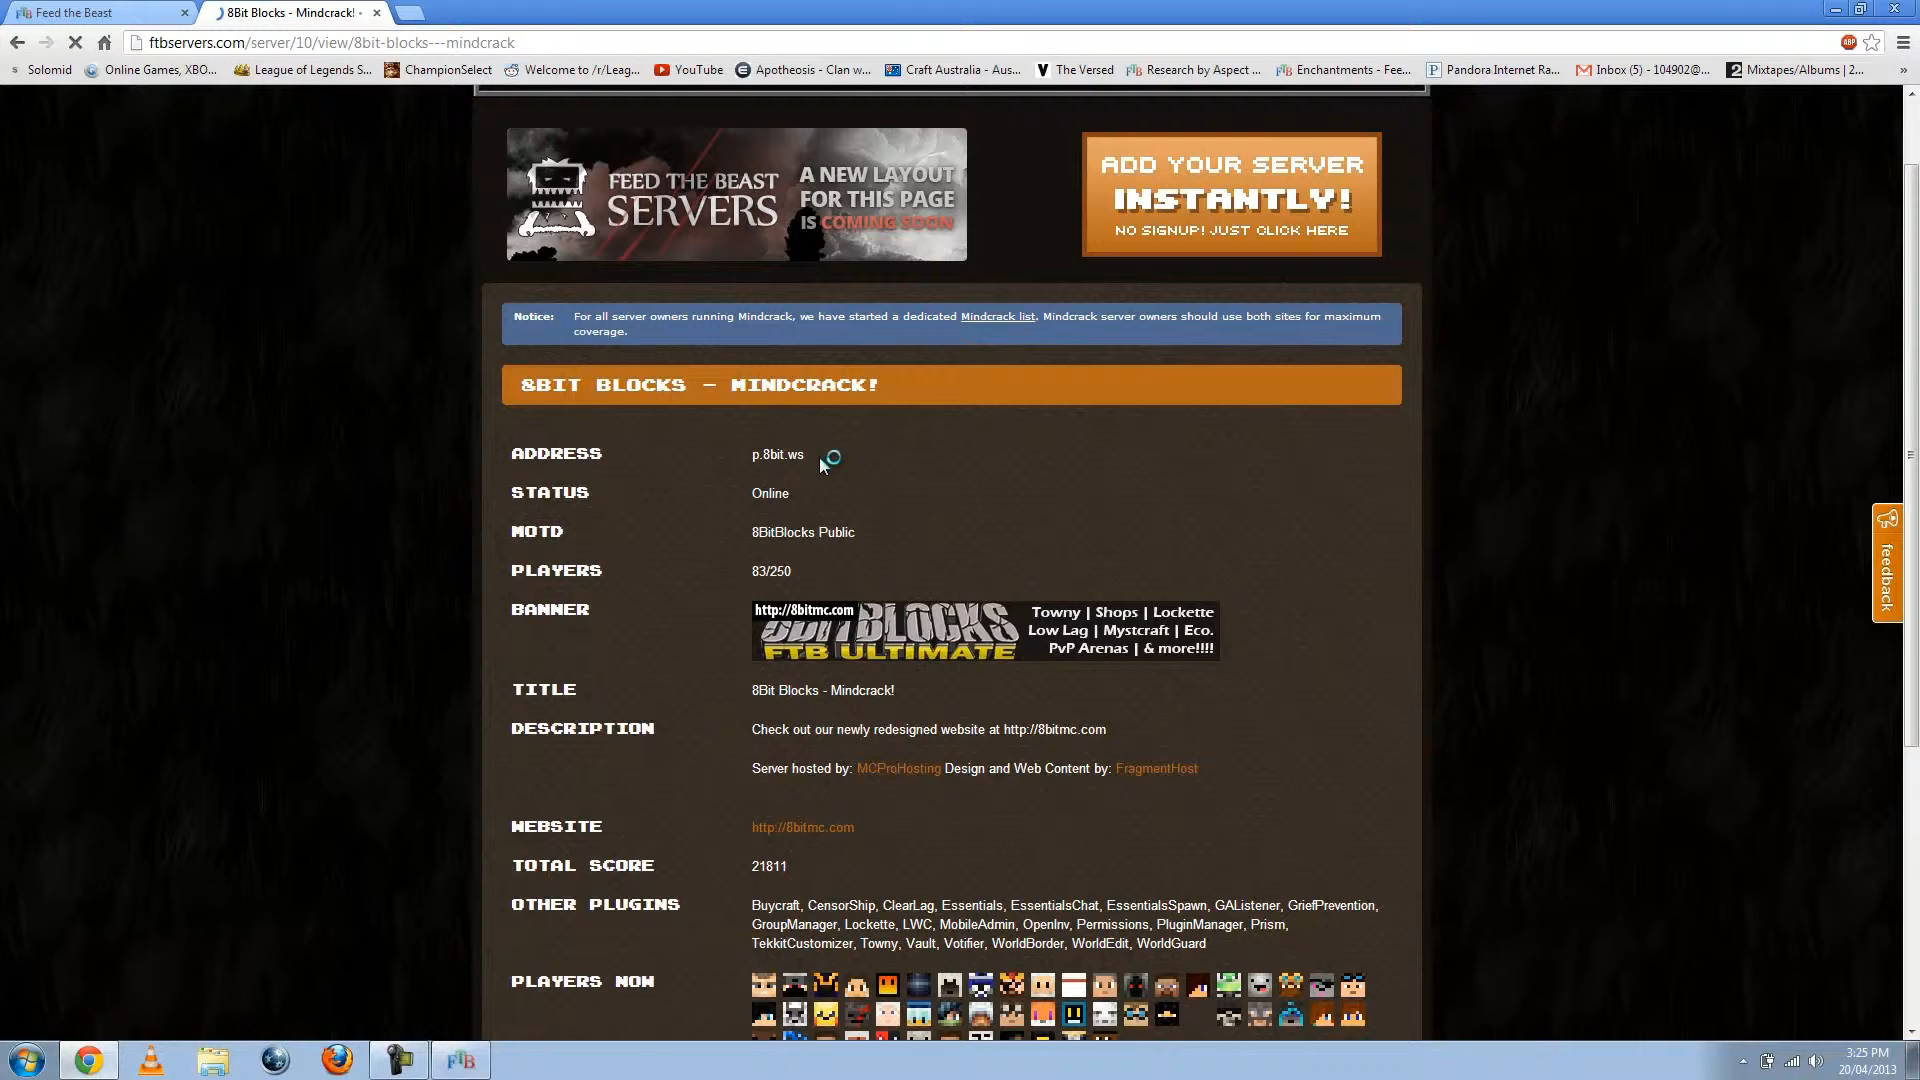 Feed the Beast
8Bit Blocks - Mindcrack! -
ftbservers.com/server/10/view/8bit-blocks---mindcrack
ABP
Solomid
Online Games, XBO...
League of Legends S...
ChampionSelect
Welcome to /r/Leag...
YouTube
Apotheosis - Clan w...
Craft Australia - Aus...
The Versed
Research by Aspect ...
Enchantments - Fee...
Pandora Internet Ra...
Inbox (5) - 104902@...
Mixtapes/Albums | 2...
»
FEED THE BEAST
SERVERS
A NEW LAYOUT
FOR THIS PAGE
IS COMING SOON
ADD YOUR SERVER
INSTANTLY!
NO SIGNUP! JUST CLICK HERE
Notice: For all server owners running Mindcrack, we have started a dedicated Mindcrack list. Mindcrack server owners should use both sites for maximum
coverage.
8BIT BLOCKS - MINDCRACK!
ADDRESS p.8bit.ws
STATUS Online
MOTD 8BitBlocks Public
PLAYERS 83/250
BANNER
http://8bitmc.com
8BITBLOCKS
FTB ULTIMATE
Towny | Shops | Lockette
Low Lag | Mystcraft | Eco.
PvP Arenas | & more!!!!
TITLE 8Bit Blocks - Mindcrack!
DESCRIPTION Check out our newly redesigned website at http://8bitmc.com
Server hosted by: MCProHosting Design and Web Content by: FragmentHost
WEBSITE http://8bitmc.com
TOTAL SCORE 21811
OTHER PLUGINS Buycraft, CensorShip, ClearLag, Essentials, EssentialsChat, EssentialsSpawn, GAListener, GriefPrevention,
GroupManager, Lockette, LWC, MobileAdmin, OpenInv, Permissions, PluginManager, Prism,
TekkitCustomizer, Towny, Vault, Votifier, WorldBorder, WorldEdit, WorldGuard
PLAYERS NOW
feedback
FTB
3:25 PM
20/04/2013